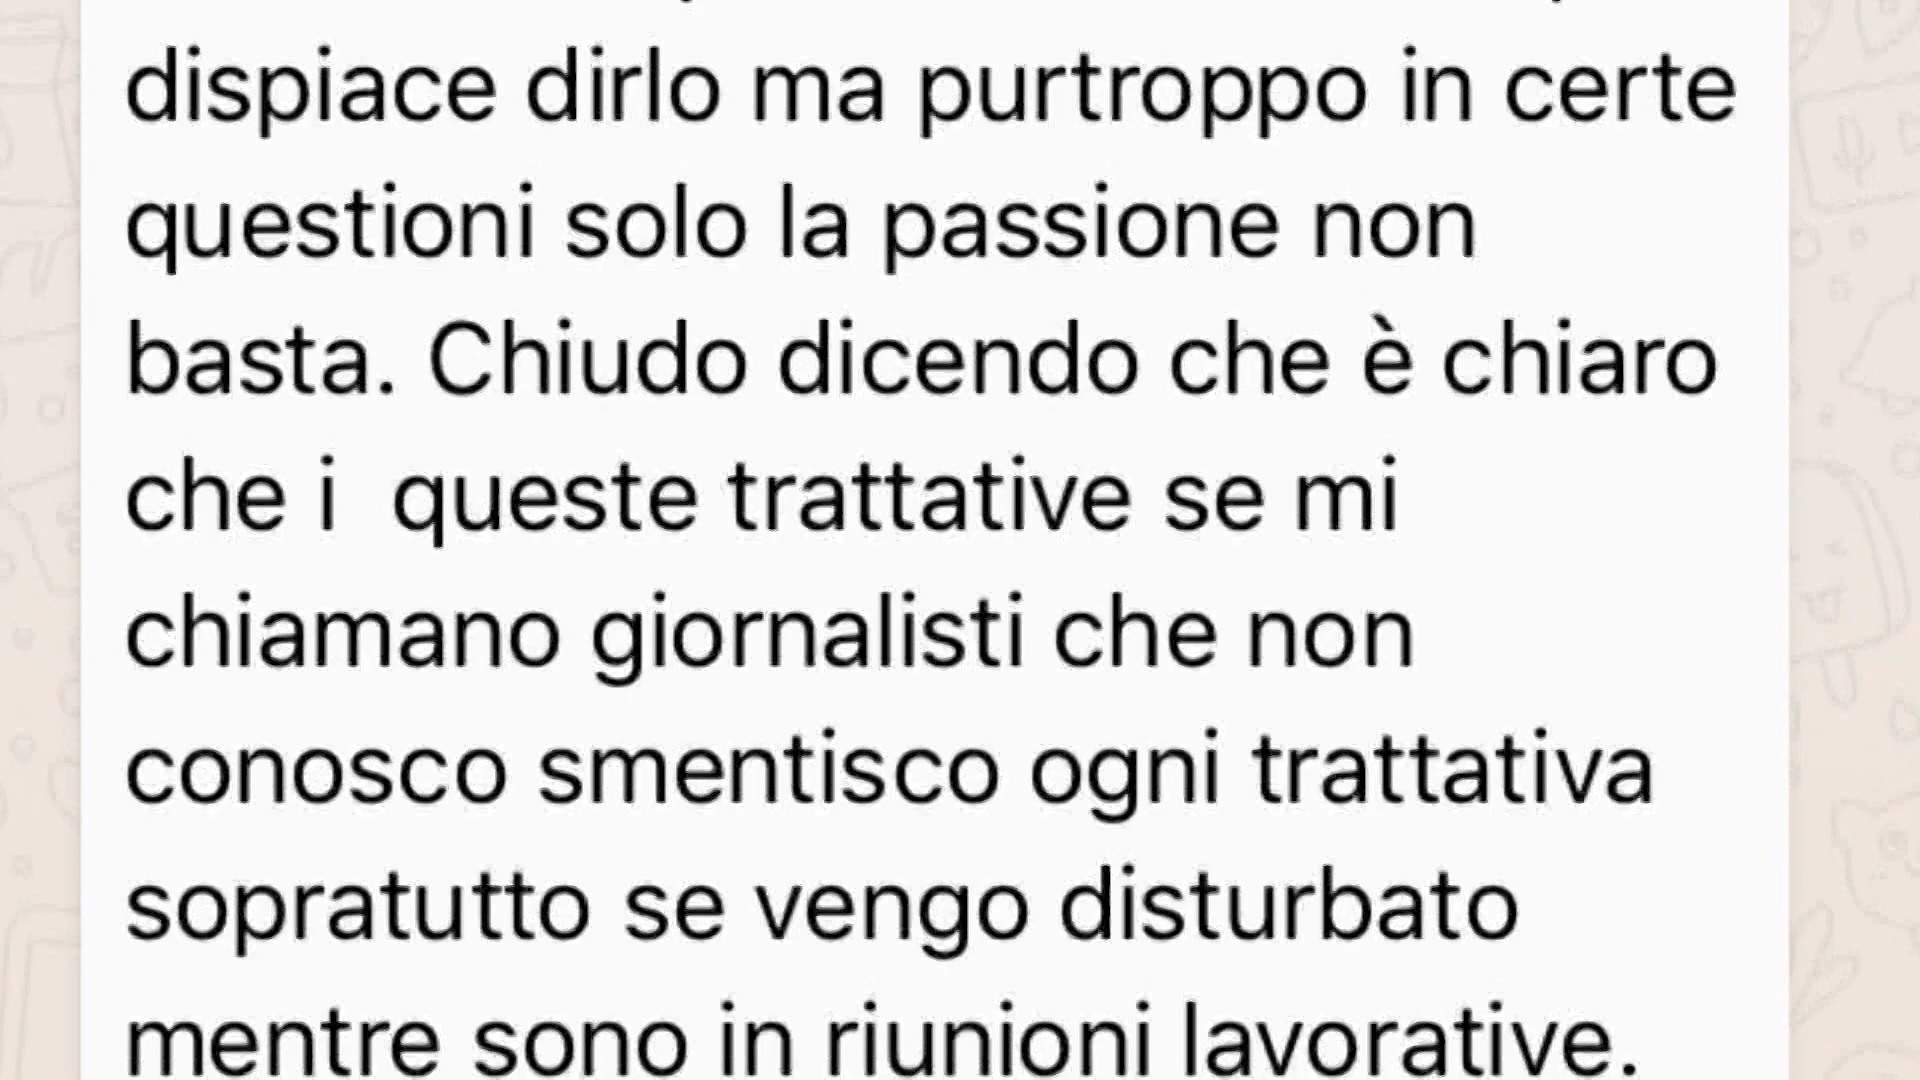 dispiace dirlo ma purtroppo in certe
questioni solo la passione non
basta. Chiudo dicendo che è chiaro
che i  queste trattative se mi
chiamano giornalisti che non
conosco smentisco ogni trattativa
sopratutto se vengo disturbato
mentre sono in riunioni lavorative.